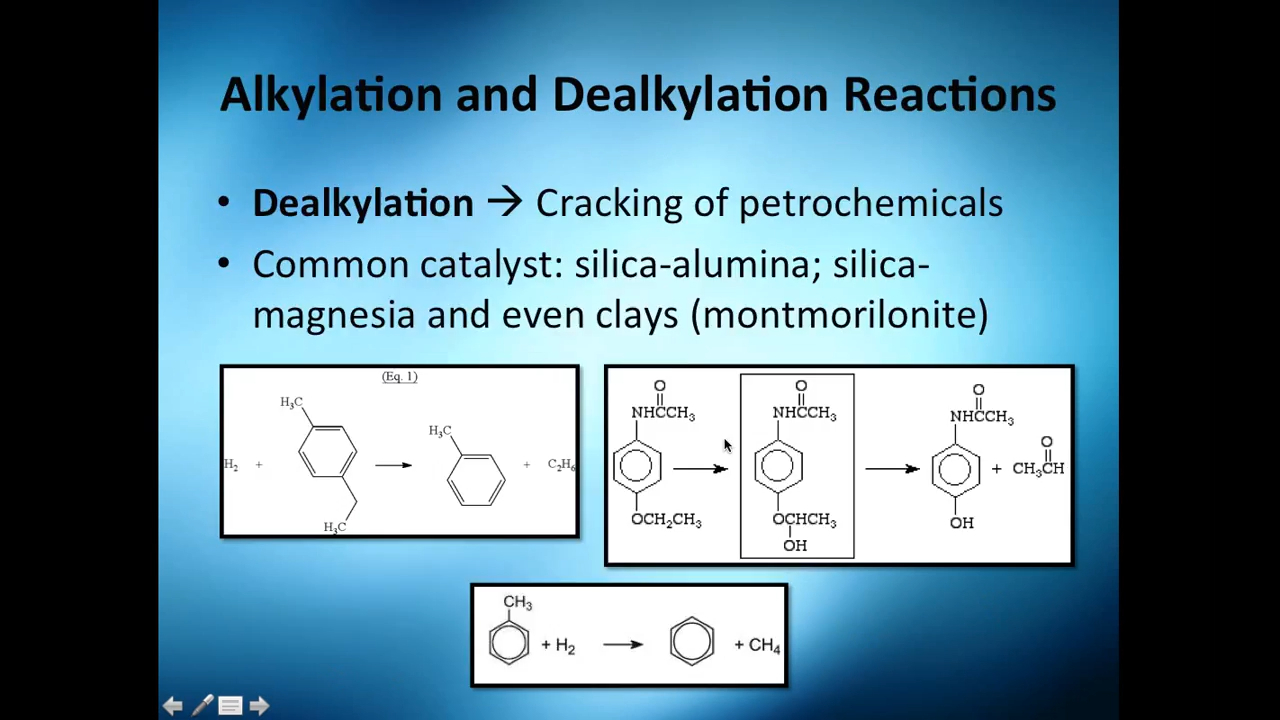 Alkylation and Dealkylation Reactions
• Dealkylation → Cracking of petrochemicals
• Common catalyst: silica-alumina; silica-
magnesia and even clays (montmorilonite)
(Eq. 1)
H₃C
H₂ +
H₃C
H₃C
+ C₂H₆
O
NHCCH₃
OCH₂CH₃
O
NHCCH₃
OCHCH₃
OH
O
NHCCH₃
OH
+
O
CH₃CH
CH₃
+ H₂
+ CH₄